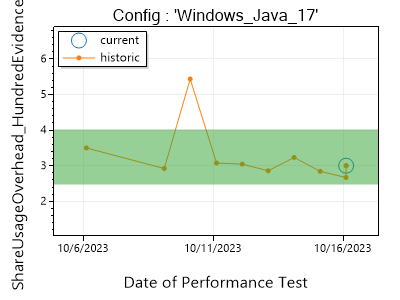 Config : 'Windows_Java_17'
current
historic
ShareUsageOverhead_HundredEvidence
6
5
4
3
2
10/6/2023
10/11/2023
10/16/2023
Date of Performance Test